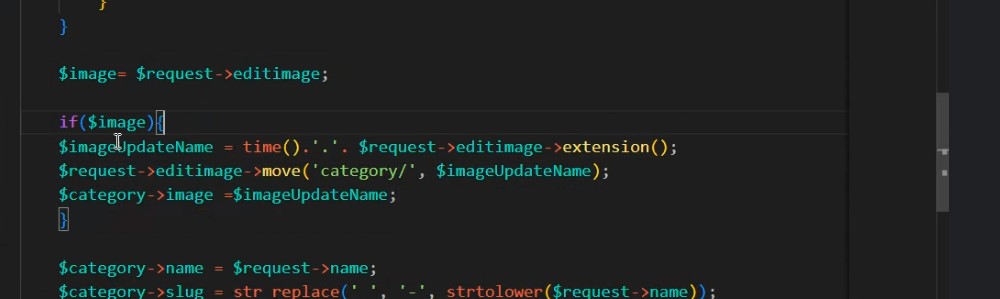 }
}
$image= $request->editimage;
if($image){
$imageUpdateName = time().'.'. $request->editimage->extension();
$request->editimage->move('category/', $imageUpdateName);
$category->image =$imageUpdateName;
}
$category->name = $request->name;
$category->slug = str_replace(' ', '-', strtolower($request->name));